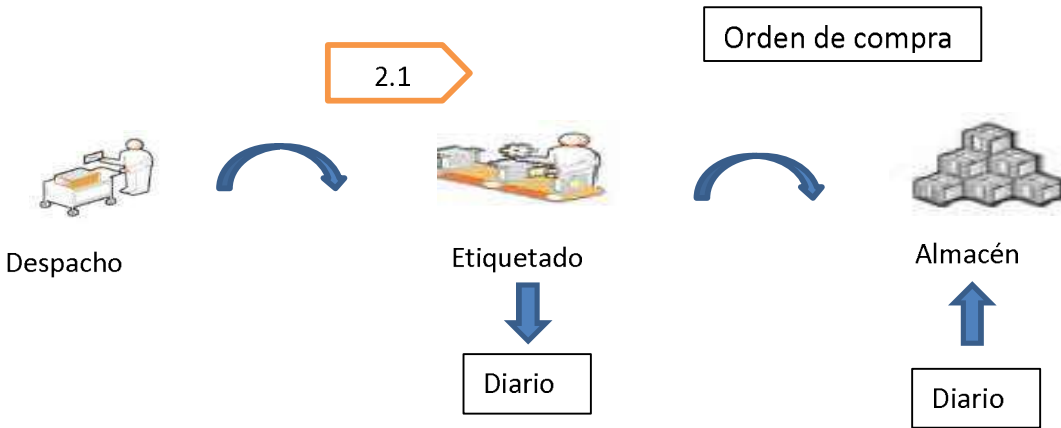 Orden de compra
2.1
Despacho
Etiquetado
Almacén
Diario
Diario